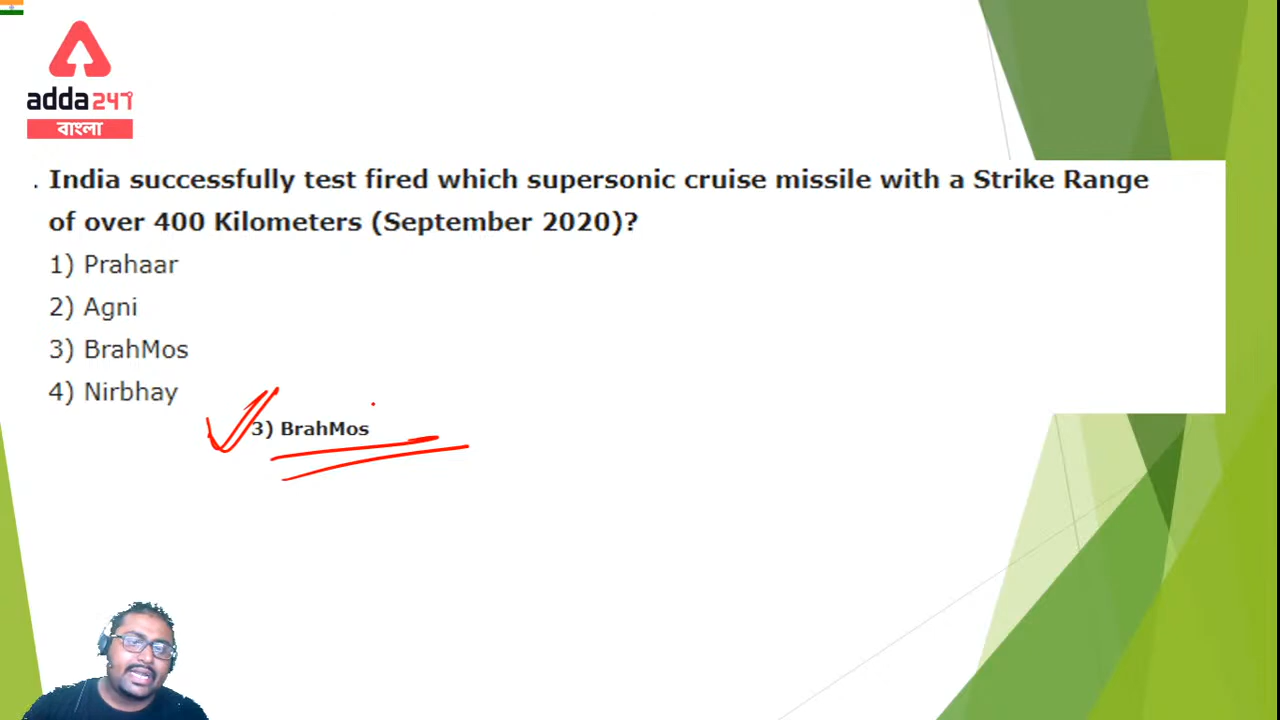 adda247
বাংলা
. India successfully test fired which supersonic cruise missile with a Strike Range
of over 400 Kilometers (September 2020)?
1) Prahaar
2) Agni
3) BrahMos
4) Nirbhay
3) BrahMos